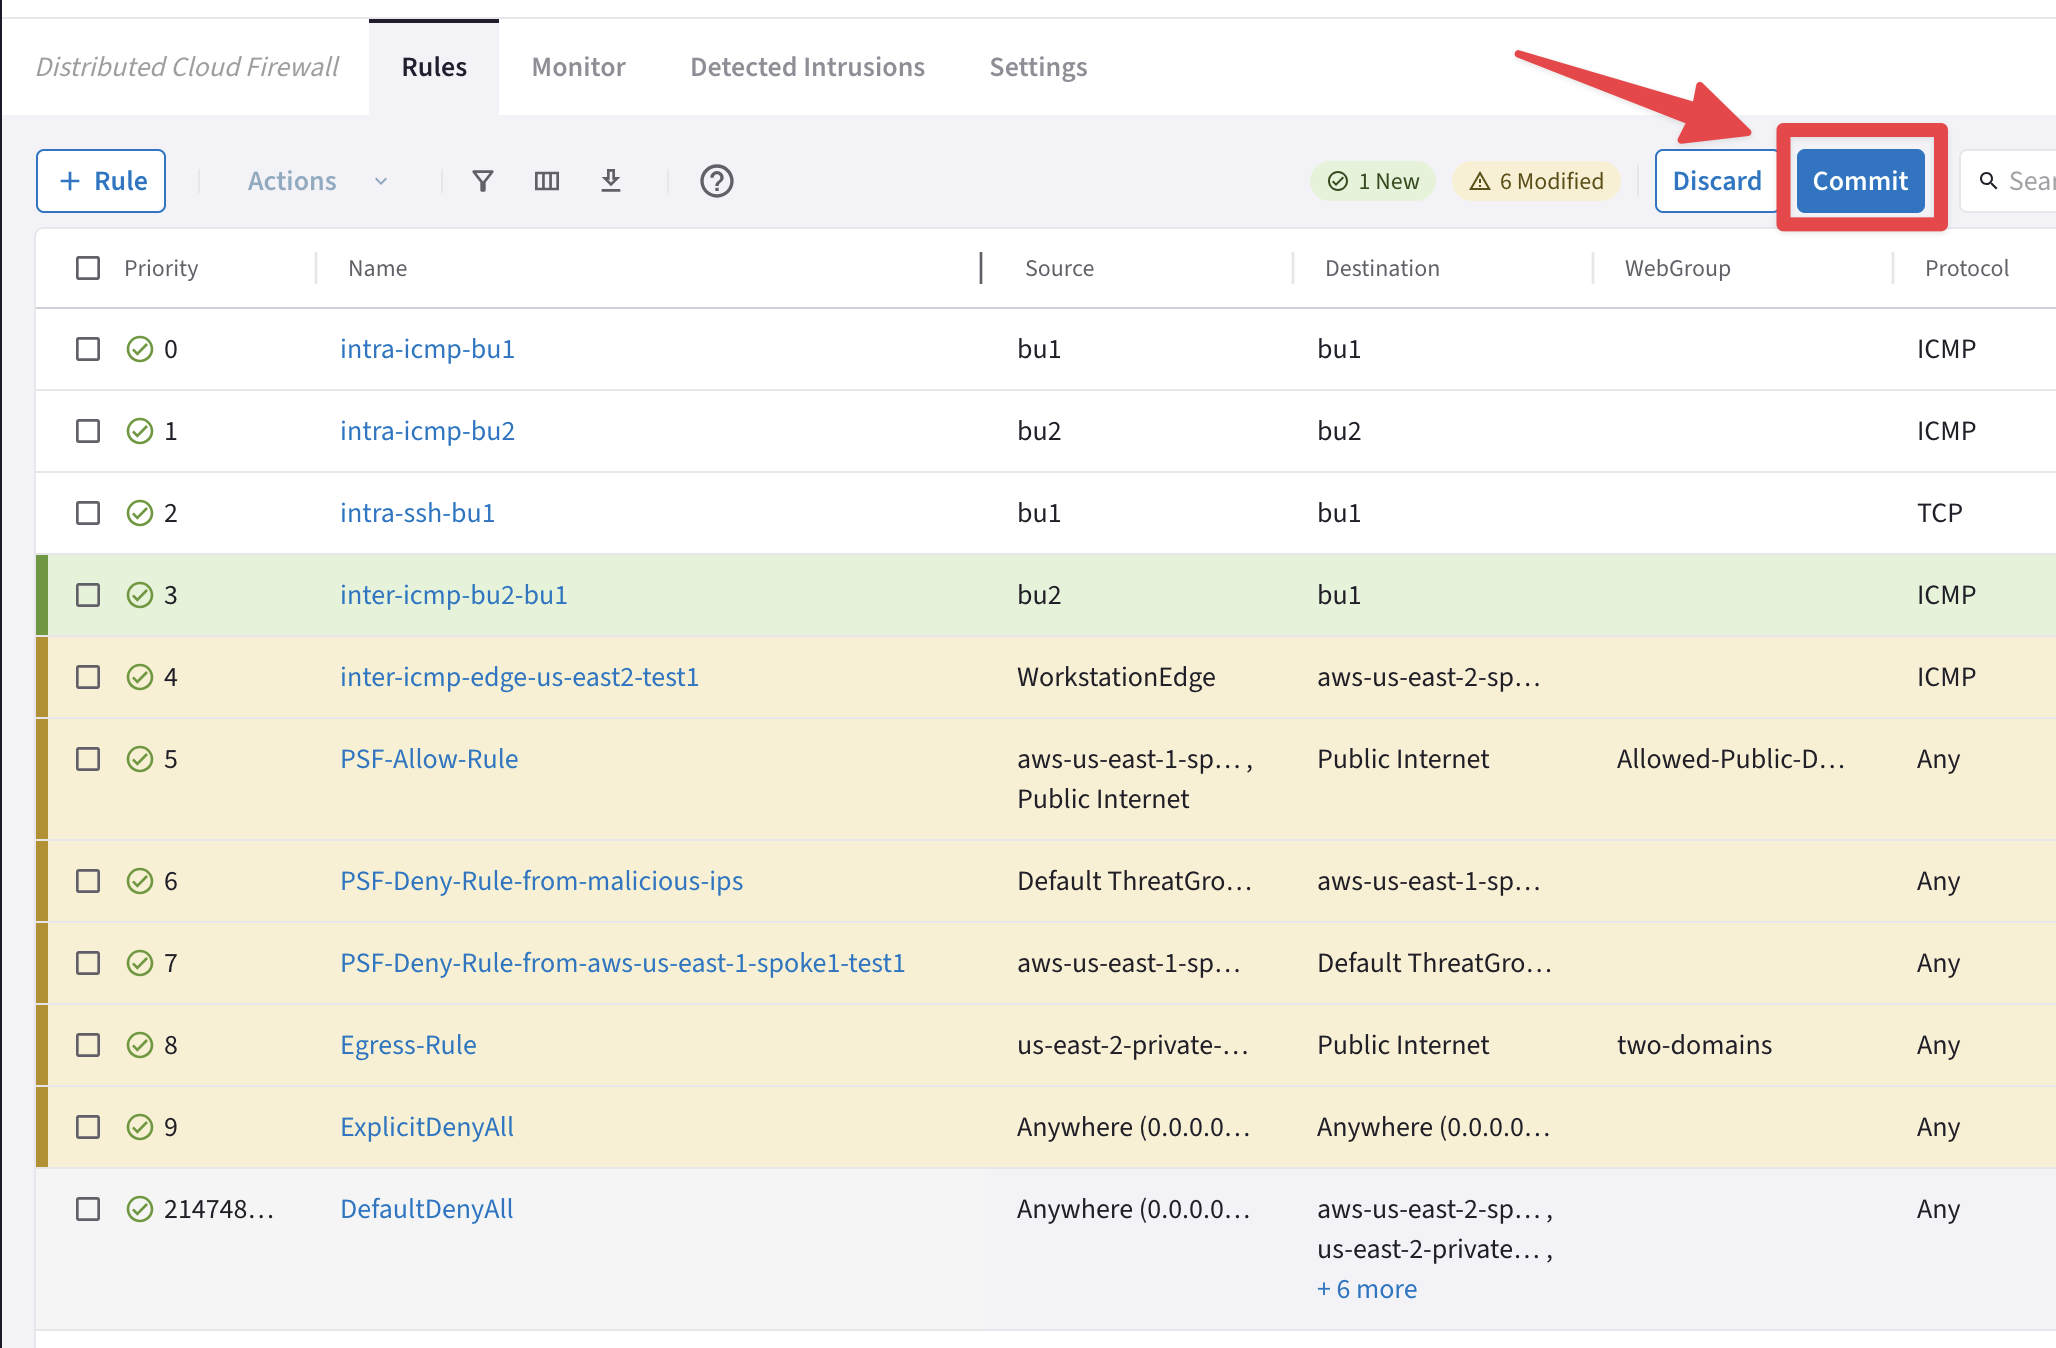 Distributed Cloud Firewall Rules Monitor Detected Intrusions Settings
+ Rule Actions 1 New 6 Modified Discard Commit Sear
Priority Name Source Destination WebGroup Protocol
0 intra-icmp-bu1 bu1 bu1 ICMP
1 intra-icmp-bu2 bu2 bu2 ICMP
2 intra-ssh-bu1 bu1 bu1 TCP
3 inter-icmp-bu2-bu1 bu2 bu1 ICMP
4 inter-icmp-edge-us-east2-test1 WorkstationEdge aws-us-east-2-sp... ICMP
5 PSF-Allow-Rule aws-us-east-1-sp... , Public Internet Allowed-Public-D... Any
Public Internet
6 PSF-Deny-Rule-from-malicious-ips Default ThreatGro... aws-us-east-1-sp... Any
7 PSF-Deny-Rule-from-aws-us-east-1-spoke1-test1 aws-us-east-1-sp... Default ThreatGro... Any
8 Egress-Rule us-east-2-private-... Public Internet two-domains Any
9 ExplicitDenyAll Anywhere (0.0.0.0... Anywhere (0.0.0.0... Any
214748... DefaultDenyAll Anywhere (0.0.0.0... aws-us-east-2-sp... , Any
us-east-2-private... ,
+ 6 more